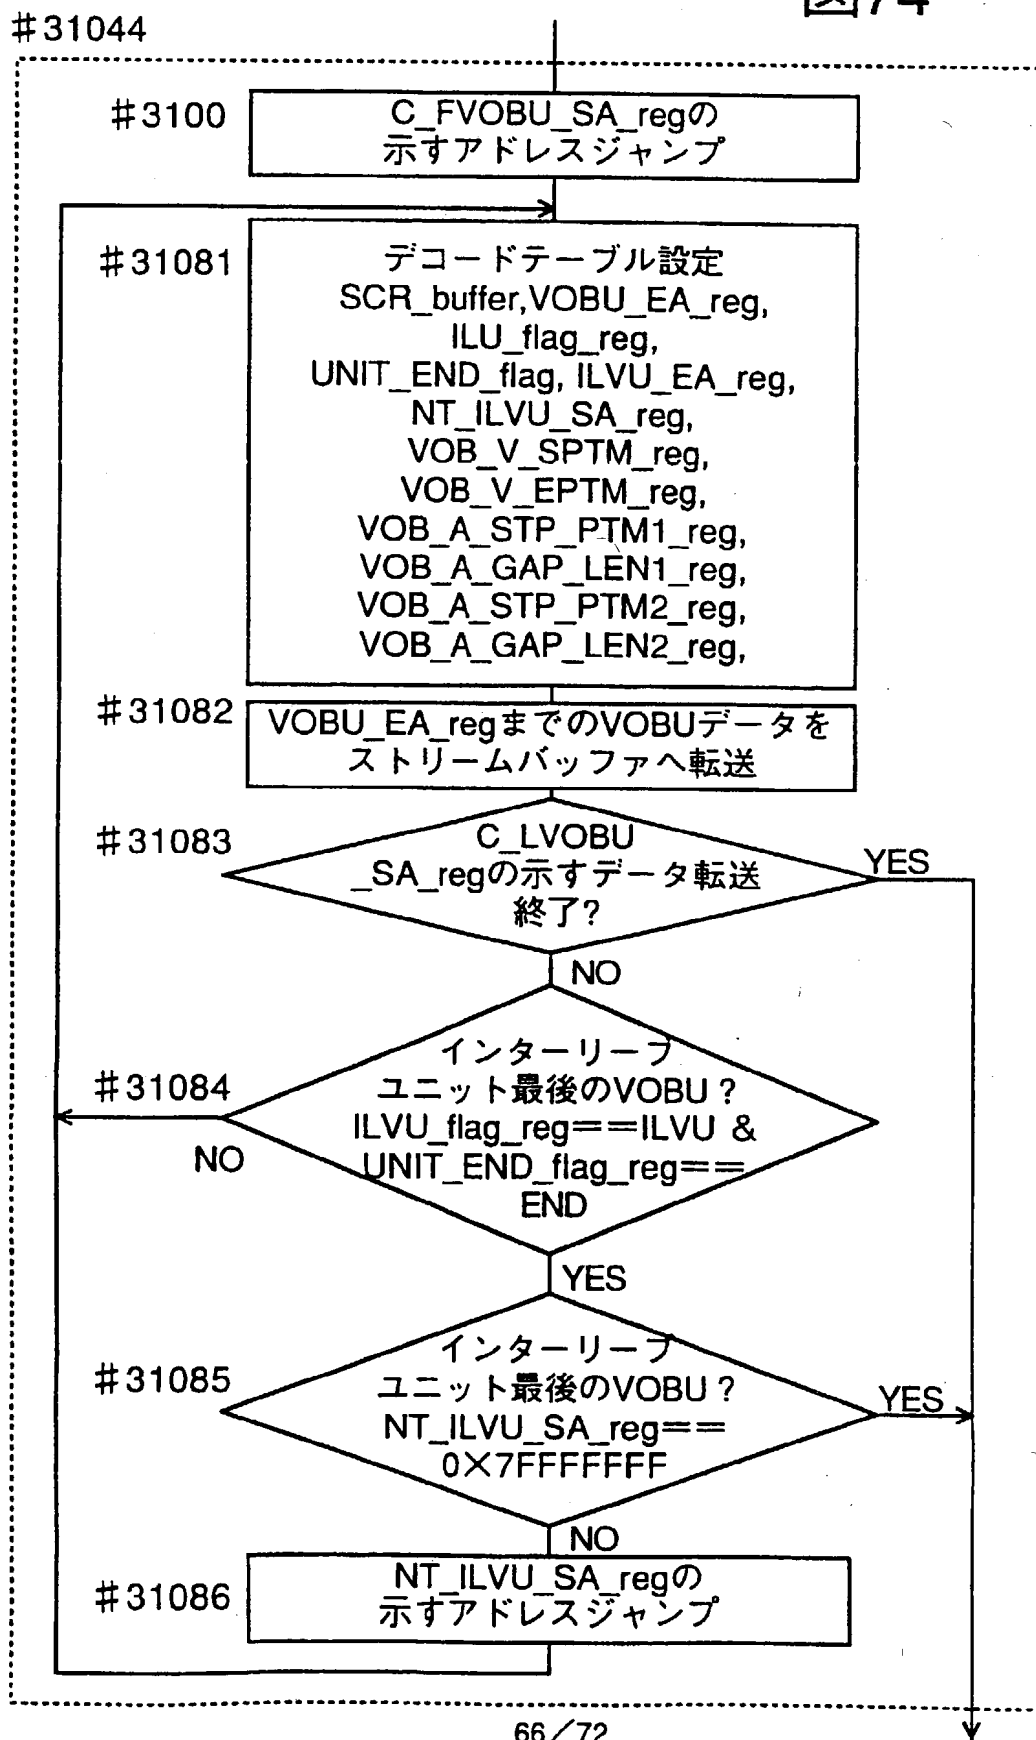 図74
#31044
#3100
C_FVOBU_SA_regの
示すアドレスジャンプ
#31081
デコードテーブル設定
SCR_buffer,VOBU_EA_reg,
ILU_flag_reg,
UNIT_END_flag, ILVU_EA_reg,
NT_ILVU_SA_reg,
VOB_V_SPTM_reg,
VOB_V_EPTM_reg,
VOB_A_STP_PTM1_reg,
VOB_A_GAP_LEN1_reg,
VOB_A_STP_PTM2_reg,
VOB_A_GAP_LEN2_reg,
#31082
VOBU_EA_regまでのVOBUデータを
ストリームバッファへ転送
#31083
C_LVOBU
_SA_regの示すデータ転送
終了?
YES
NO
#31084
インターリーブ
ユニット最後のVOBU?
ILVU_flag_reg==ILVU &
UNIT_END_flag_reg==
END
NO
YES
#31085
インターリーブ
ユニット最後のVOBU?
NT_ILVU_SA_reg==
0×7FFFFFFF
YES
NO
#31086
NT_ILVU_SA_regの
示すアドレスジャンプ
66/72